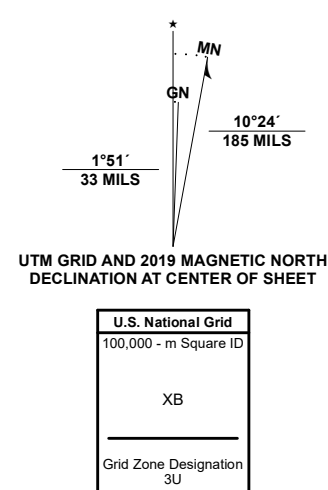 ★
MN
GN
10°24´
185 MILS
1°51´
33 MILS
UTM GRID AND 2019 MAGNETIC NORTH
DECLINATION AT CENTER OF SHEET
U.S. National Grid
100,000 - m Square ID
XB
Grid Zone Designation
3U